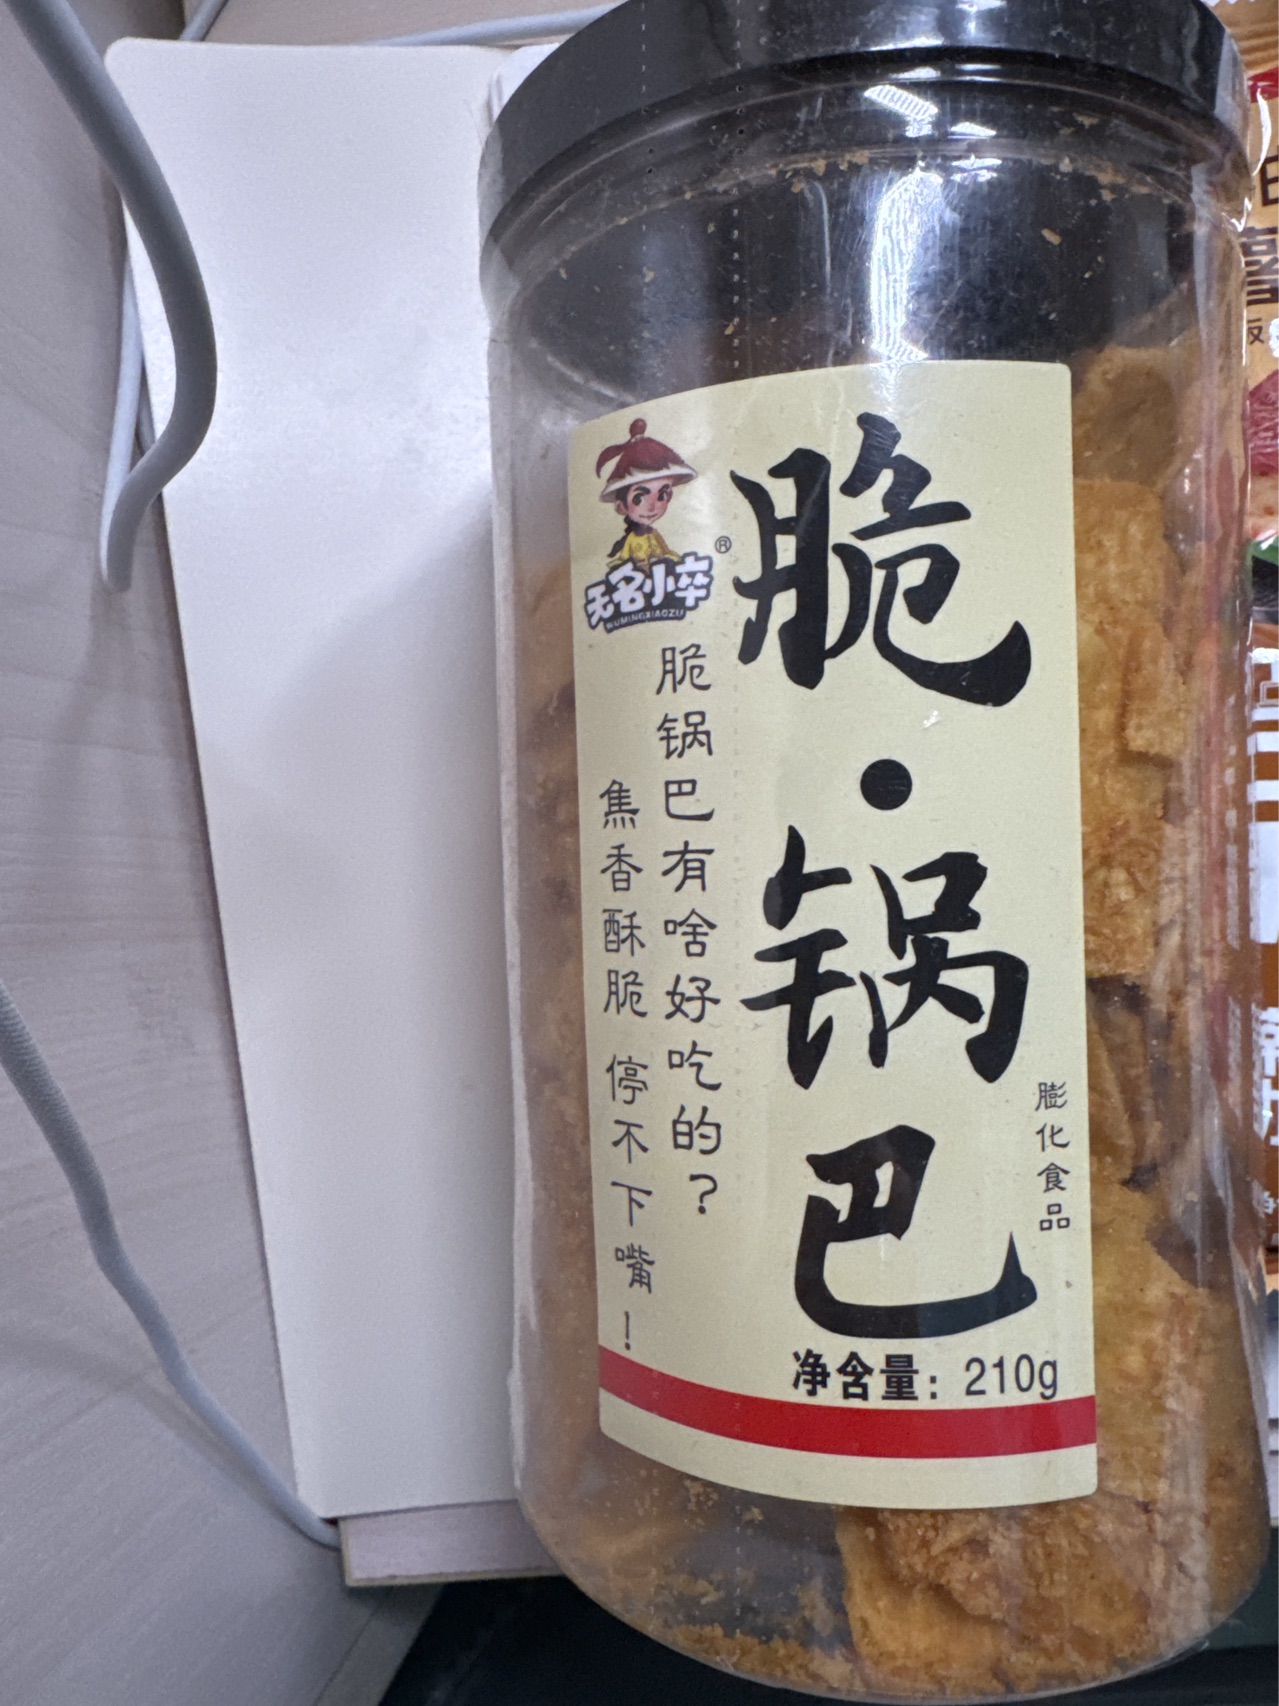 无名小卒
®
WUMINGXIAOZU
脆·锅巴
膨化食品
脆锅巴有啥好吃的？
焦香酥脆 停不下嘴！
净含量：210g